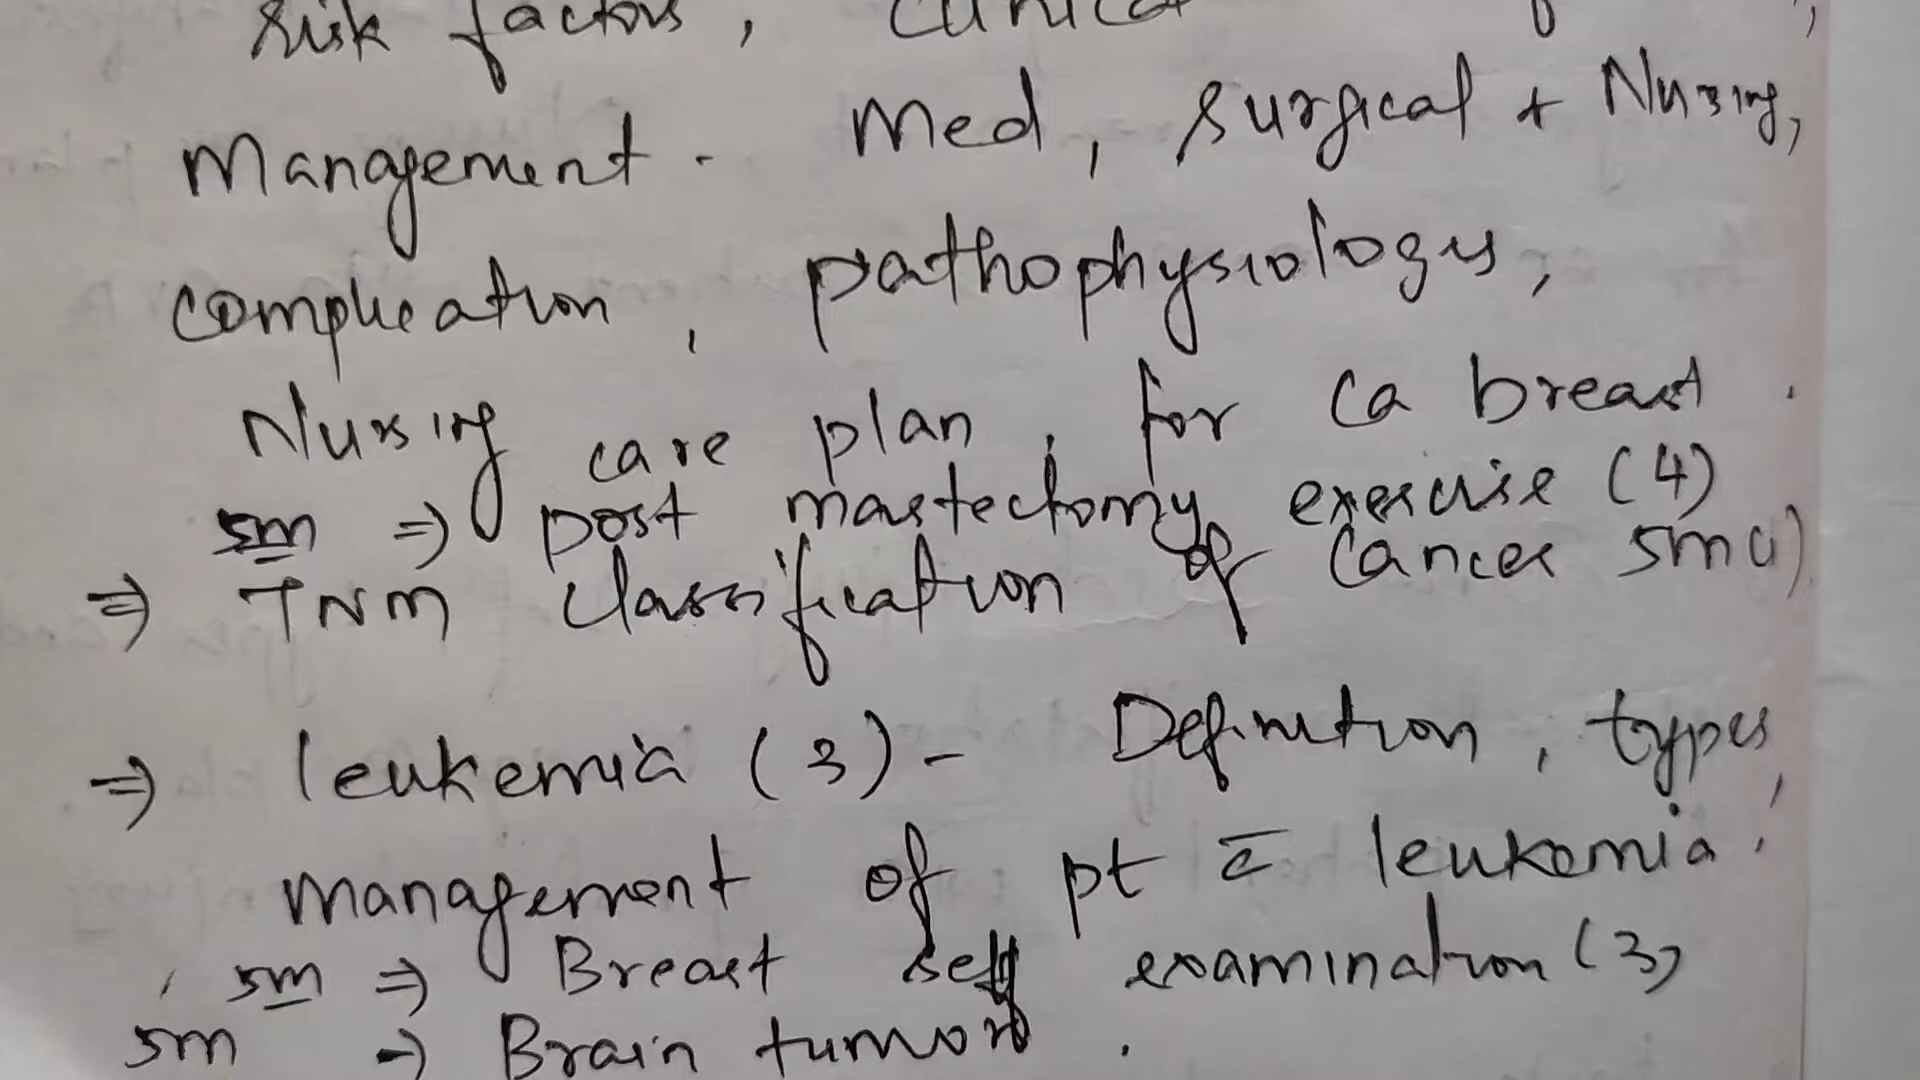 risk factors, clinical
Management - Med, surgical + Nursing,
complication, pathophysiology,
Nursing care plan, for ca breast.
5m ⇒ post mastectomy exercise (4)
⇒ TNM classification of cancer 5m (1)
⇒ leukemia (3) - Definition, types,
management of pt c̄ leukemia.
5m ⇒ Breast self examination (3)
5m → Brain tumor.